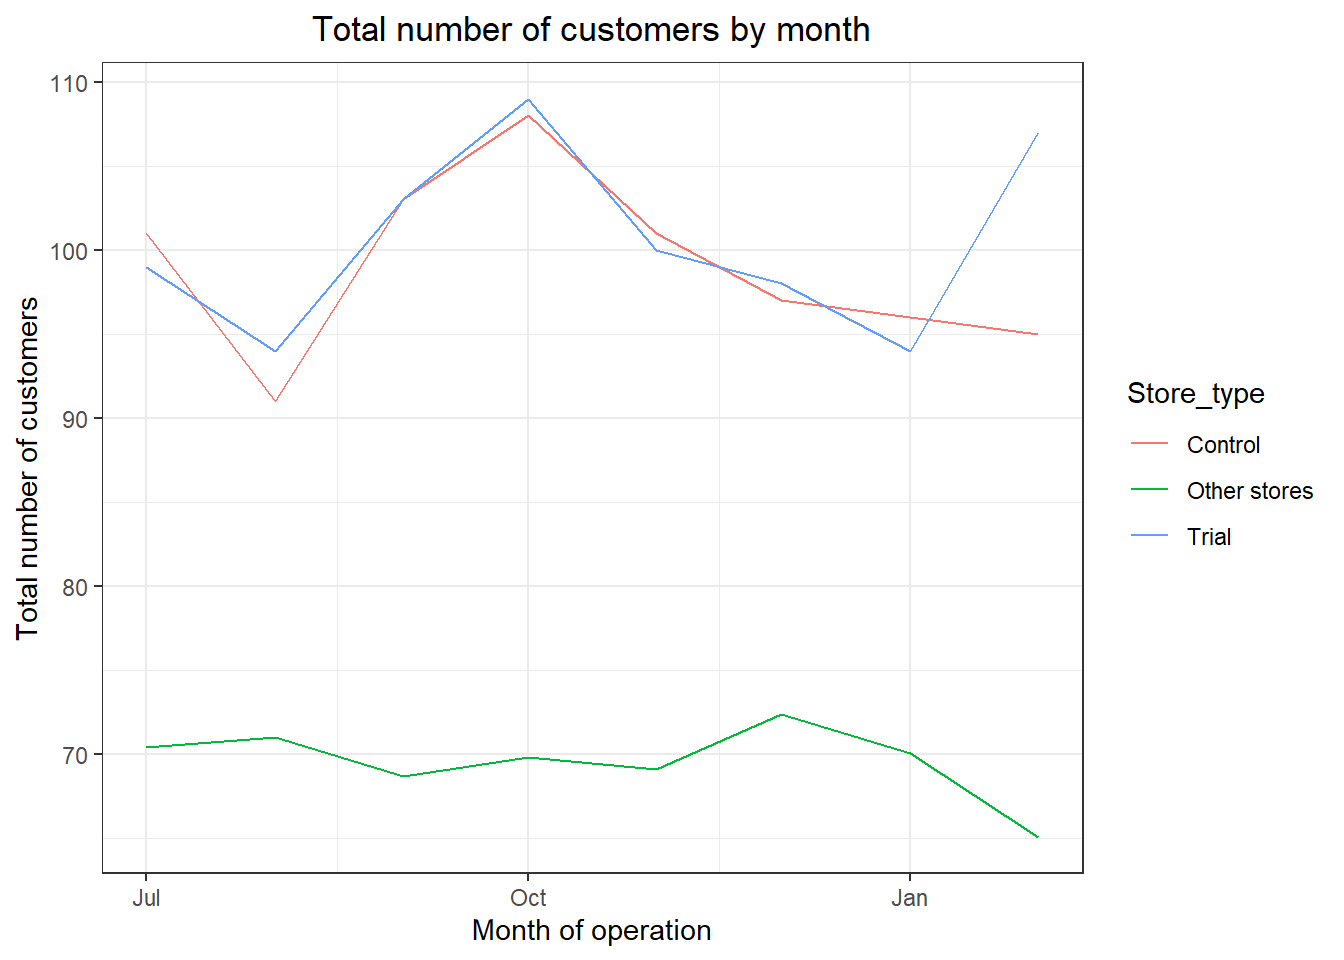 Total number of customers by month
110
100
90
80
70
Total number of customers
Jul
Oct
Jan
Month of operation
Store_type
Control
Other stores
Trial